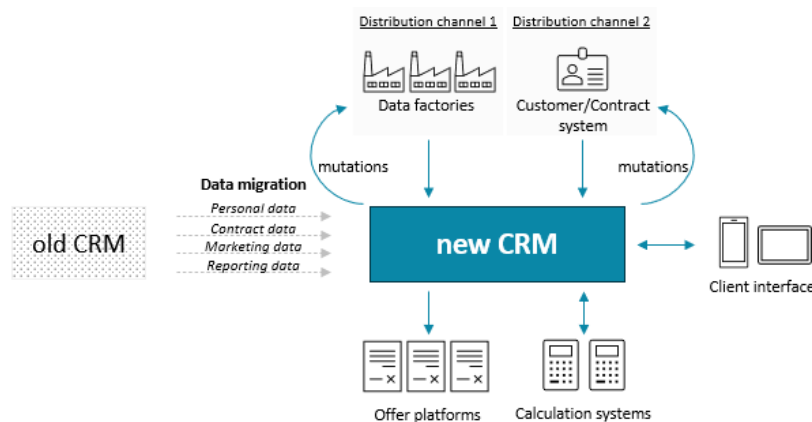 Distribution channel 1
Distribution channel 2
Data factories
Customer/Contract
system
mutations
mutations
Data migration
Personal data
Contract data
Marketing data
Reporting data
old CRM
new CRM
Client interface
Offer platforms
Calculation systems